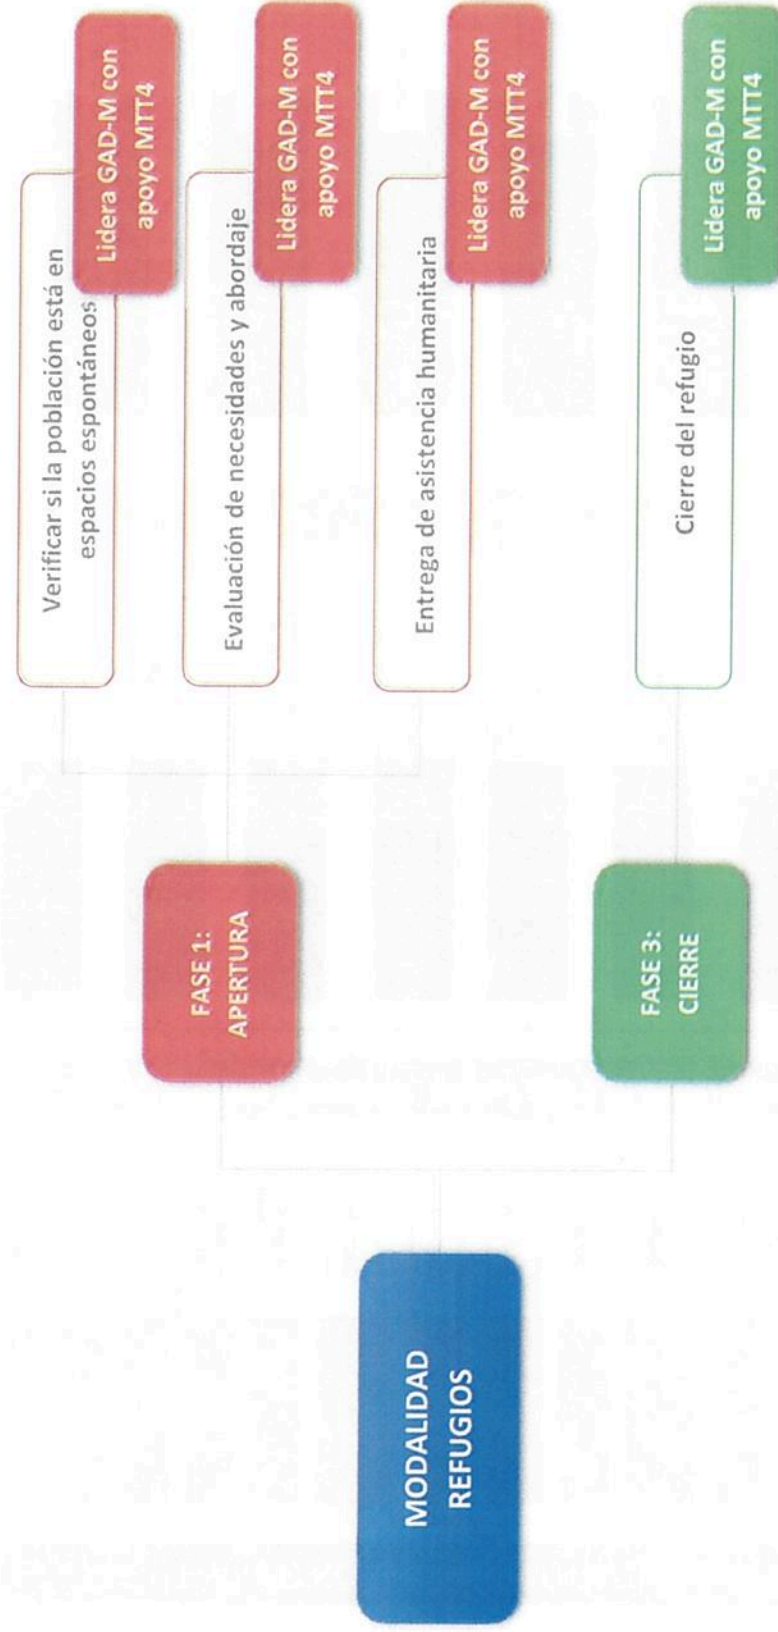 MODALIDAD
REFUGIOS
FASE 1:
APERTURA
Verificar si la población está en
espacios espontáneos
Lidera GAD-M con
apoyo MTT4
Evaluación de necesidades y abordaje
Lidera GAD-M con
apoyo MTT4
Entrega de asistencia humanitaria
Lidera GAD-M con
apoyo MTT4
FASE 3:
CIERRE
Cierre del refugio
Lidera GAD-M con
apoyo MTT4